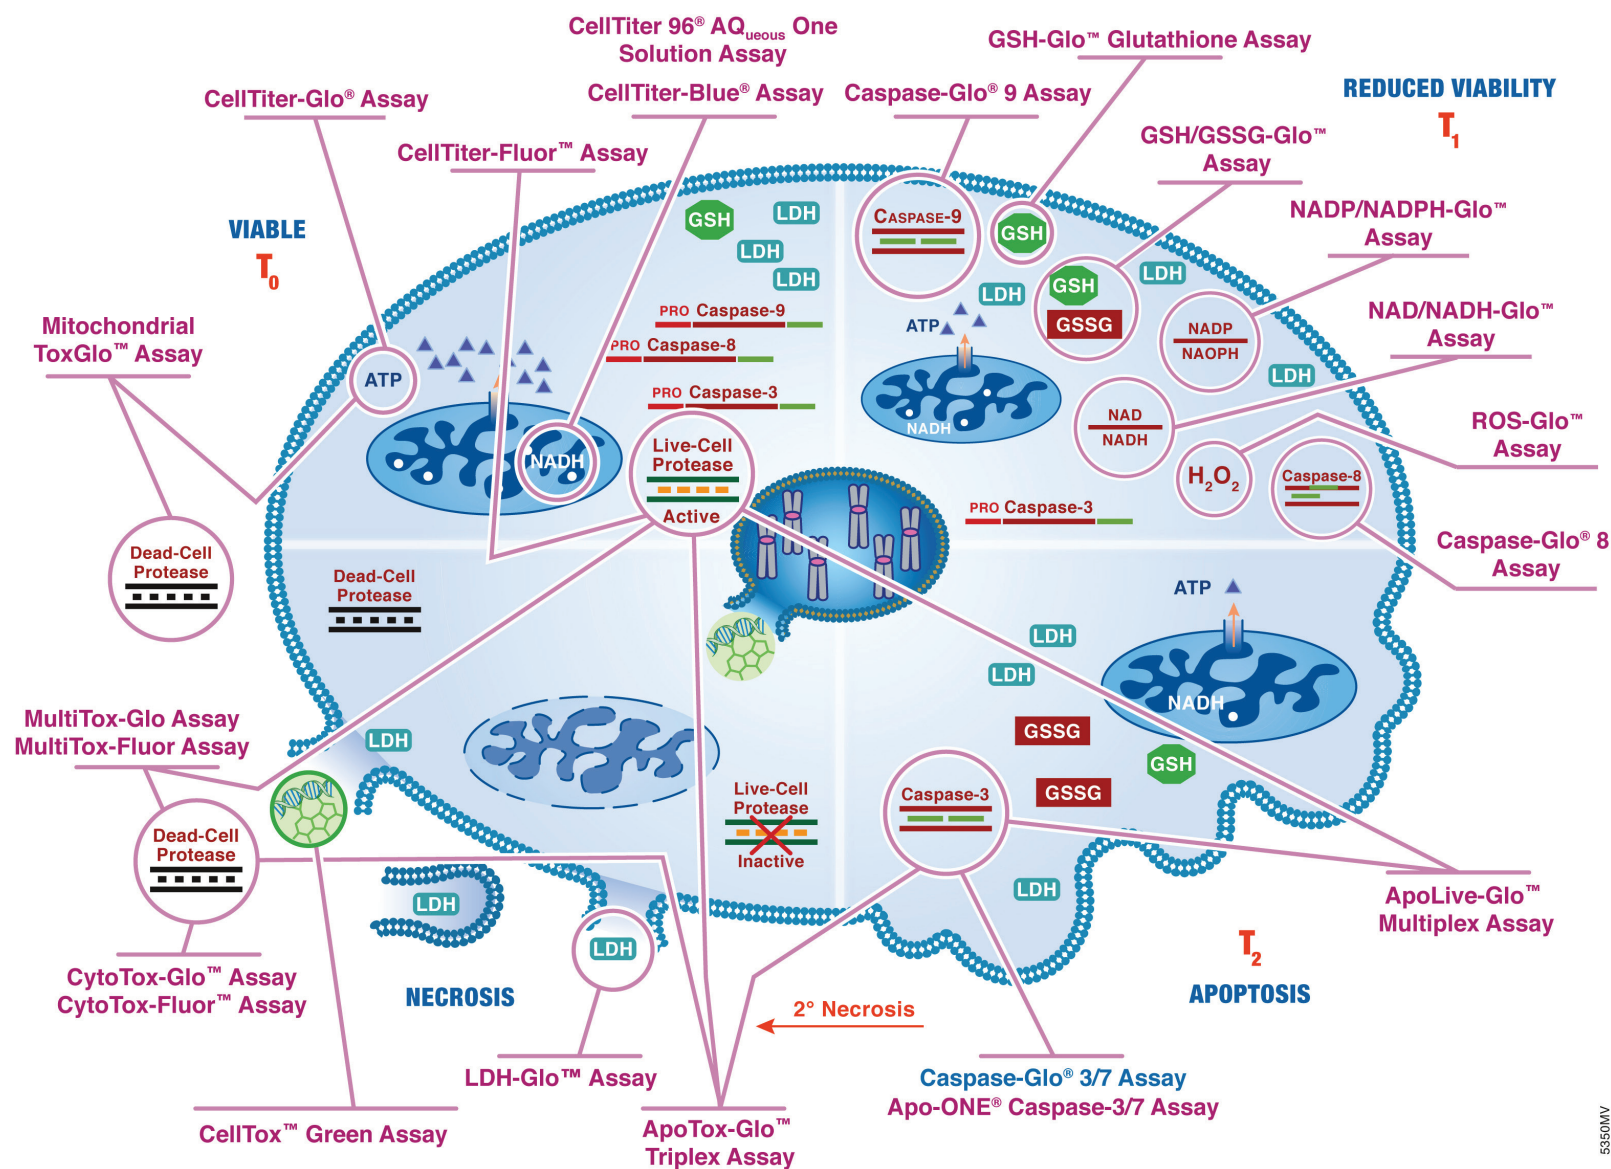 CellTiter 96® AQueous One
Solution Assay
GSH-Glo™ Glutathione Assay
CellTiter-Glo® Assay
CellTiter-Blue® Assay
Caspase-Glo® 9 Assay
REDUCED VIABILITY
T1
CellTiter-Fluor™ Assay
GSH/GSSG-Glo™
Assay
VIABLE
T0
NADP/NADPH-Glo™
Assay
Mitochondrial
ToxGlo™ Assay
NAD/NADH-Glo™
Assay
ROS-Glo™
Assay
Caspase-Glo® 8
Assay
GSH
LDH
LDH
LDH
PRO Caspase-9
PRO Caspase-8
PRO Caspase-3
ATP
NADH
Live-Cell
Protease
Active
CASPASE-9
GSH
LDH
GSH
GSSG
LDH
ATP
NADH
NADP
NAOPH
LDH
NAD
NADH
H2O2
Caspase-8
PRO Caspase-3
Dead-Cell
Protease
Dead-Cell
Protease
ATP
LDH
LDH
NADH
GSSG
GSH
GSSG
MultiTox-Glo Assay
MultiTox-Fluor Assay
LDH
Live-Cell
Protease
Inactive
Caspase-3
Dead-Cell
Protease
LDH
LDH
LDH
ApoLive-Glo™
Multiplex Assay
T2
APOPTOSIS
CytoTox-Glo™ Assay
CytoTox-Fluor™ Assay
NECROSIS
2° Necrosis
LDH-Glo™ Assay
Caspase-Glo® 3/7 Assay
Apo-ONE® Caspase-3/7 Assay
CellTox™ Green Assay
ApoTox-Glo™
Triplex Assay
5350MV